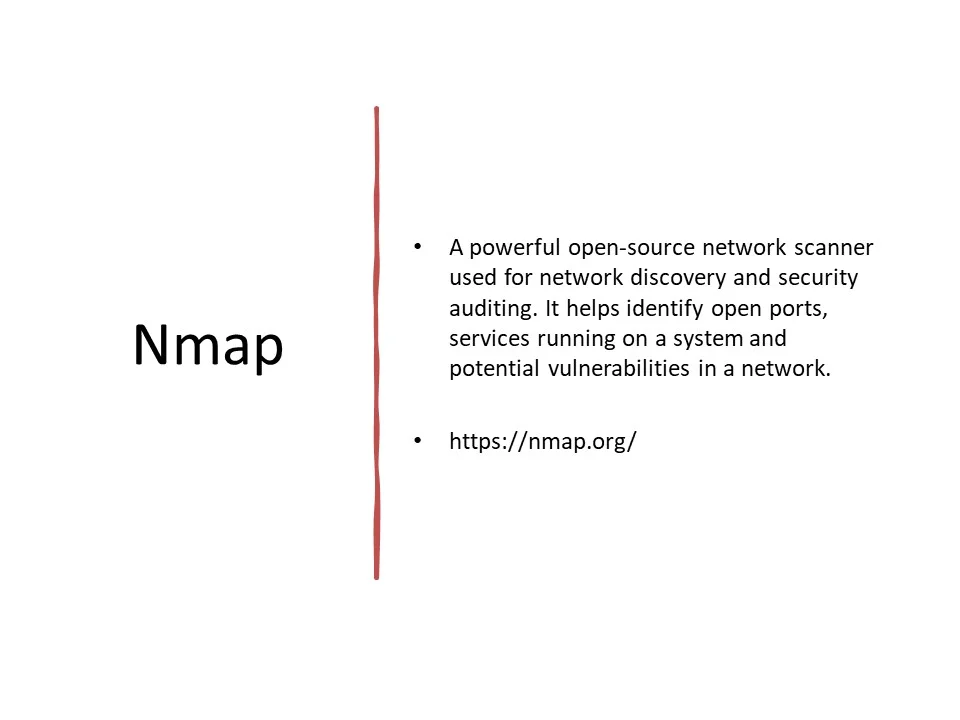 Nmap
• A powerful open-source network scanner
used for network discovery and security
auditing. It helps identify open ports,
services running on a system and
potential vulnerabilities in a network.
• https://nmap.org/